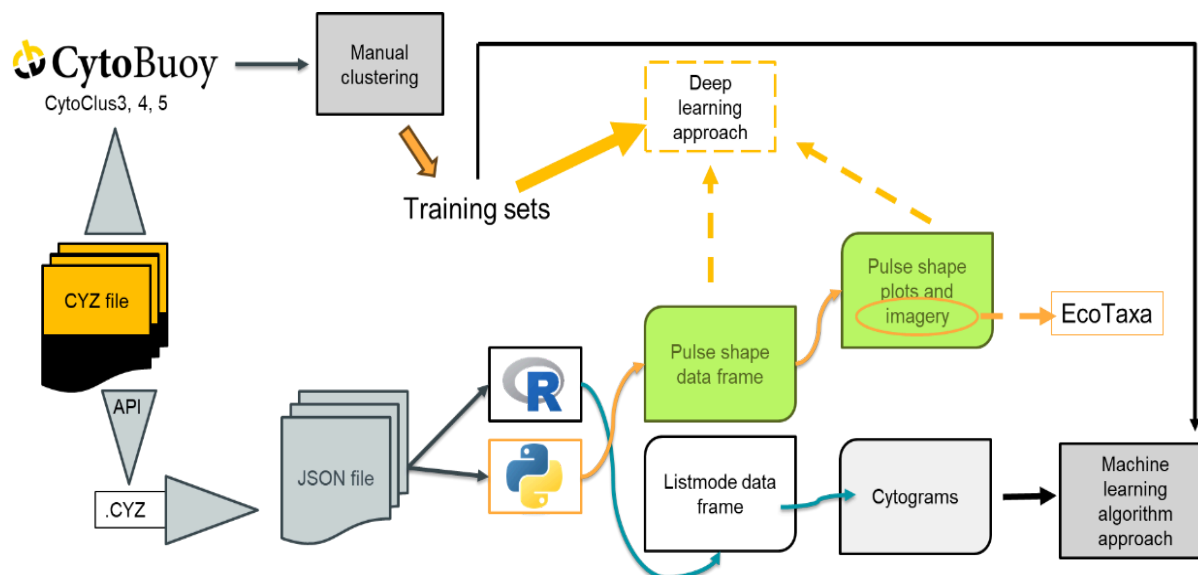 CytoBuoy
CytoClus3, 4, 5
Manual
clustering
Deep
learning
approach
Training sets
CYZ file
Pulse shape
plots and
imagery
EcoTaxa
Pulse shape
data frame
API
R
.CYZ
JSON file
Listmode data
frame
Cytograms
Machine
learning
algorithm
approach